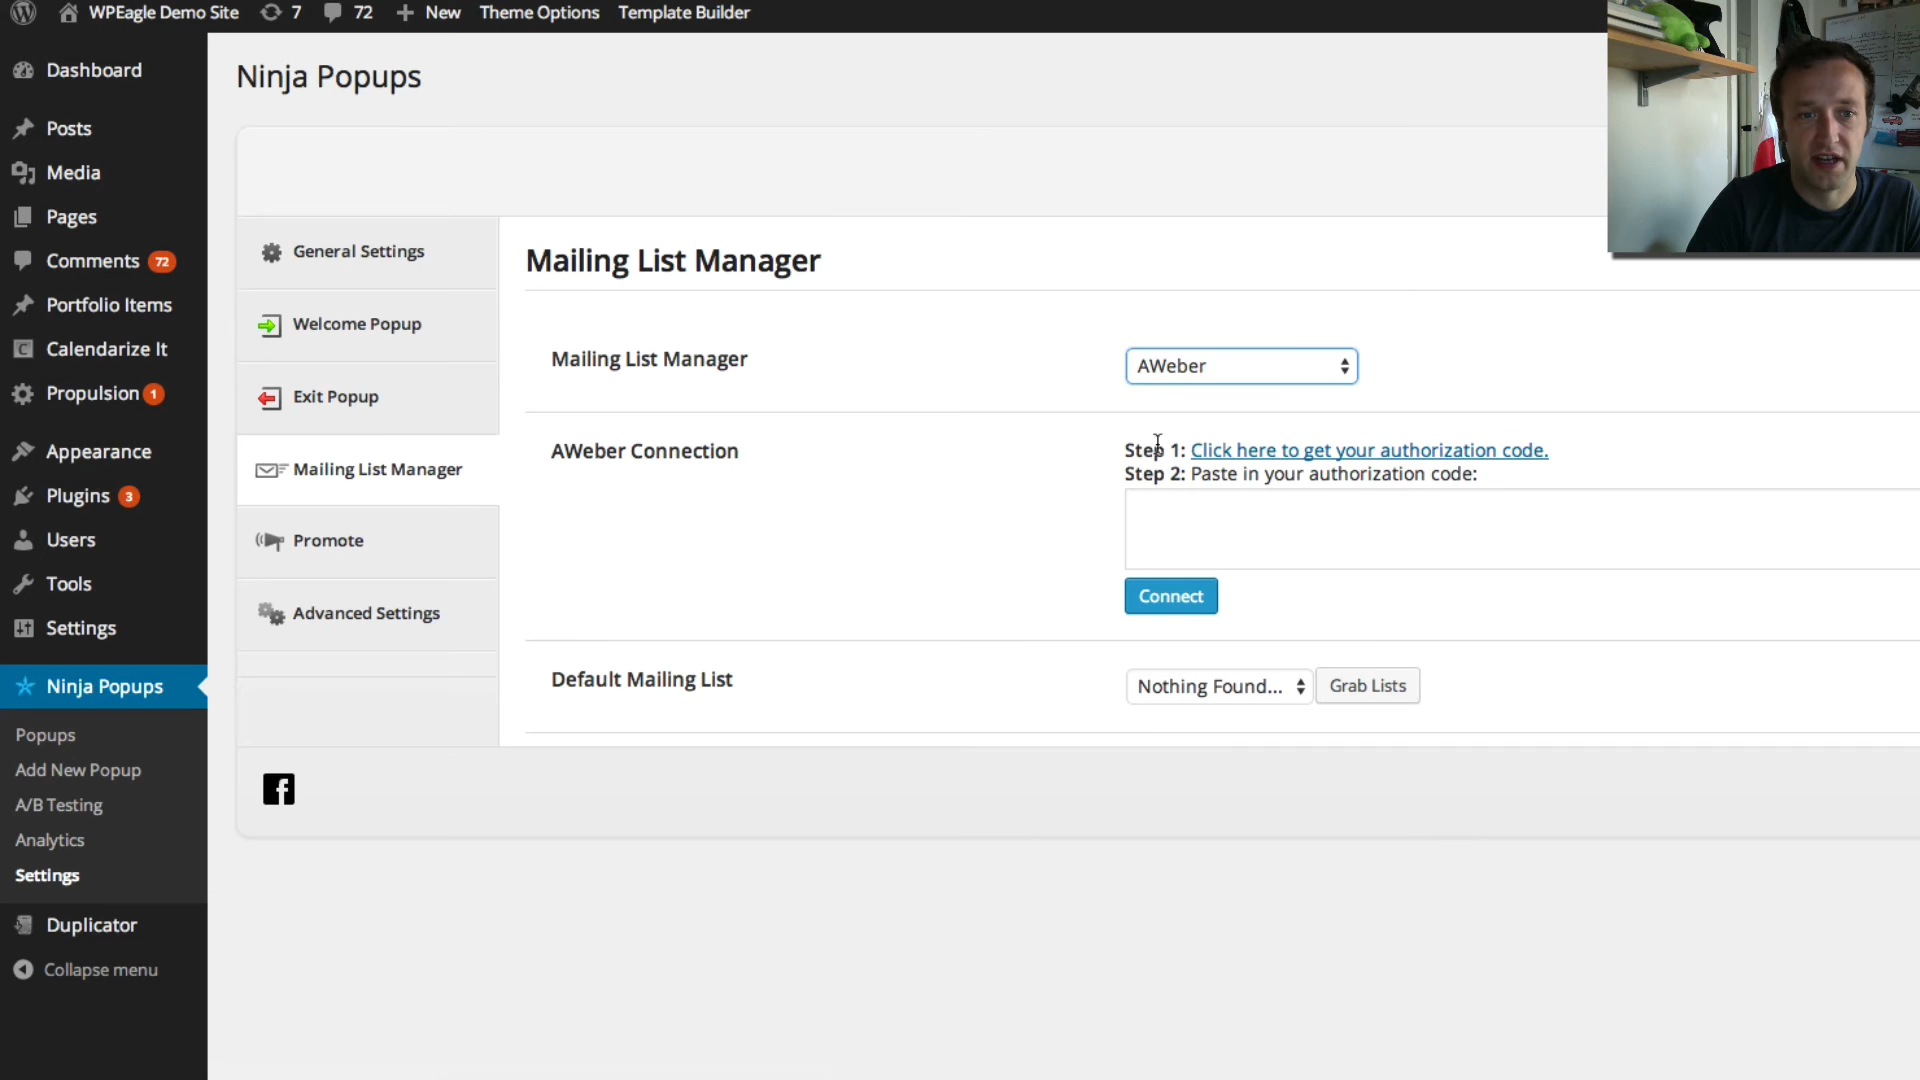 WPEagle Demo Site 7 72 New Theme Options Template Builder
Dashboard
Posts
Media
Pages
Comments 72
Portfolio Items
Calendarize It
Propulsion 1
Appearance
Plugins 3
Users
Tools
Settings
Ninja Popups
Popups
Add New Popup
A/B Testing
Analytics
Settings
Duplicator
Collapse menu
Ninja Popups
General Settings
Welcome Popup
Exit Popup
Mailing List Manager
Promote
Advanced Settings
Mailing List Manager
Mailing List Manager
AWeber
AWeber Connection
Step 1: Click here to get your authorization code.
Step 2: Paste in your authorization code:
Connect
Default Mailing List
Nothing Found... Grab Lists